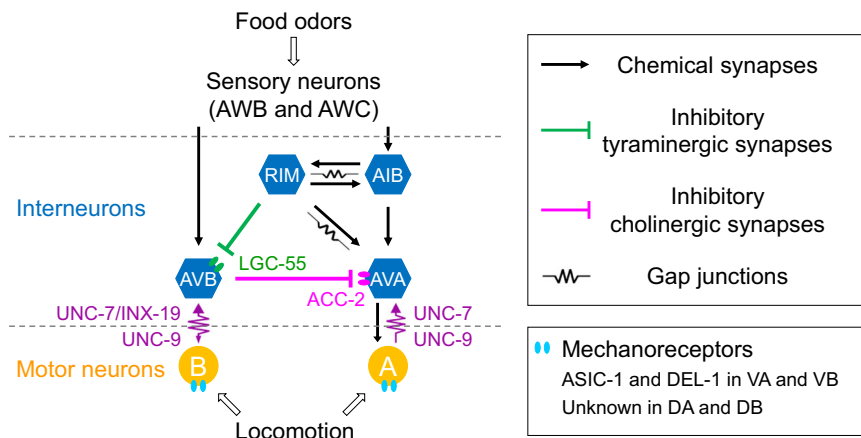 Food odors
Sensory neurons
(AWB and AWC)
RIM
AIB
Interneurons
LGC-55
AVB
AVA
ACC-2
UNC-7/INX-19
UNC-7
UNC-9
UNC-9
Motor neurons
B
A
Locomotion
Chemical synapses
Inhibitory
tyraminergic synapses
Inhibitory
cholinergic synapses
Gap junctions
Mechanoreceptors
ASIC-1 and DEL-1 in VA and VB
Unknown in DA and DB